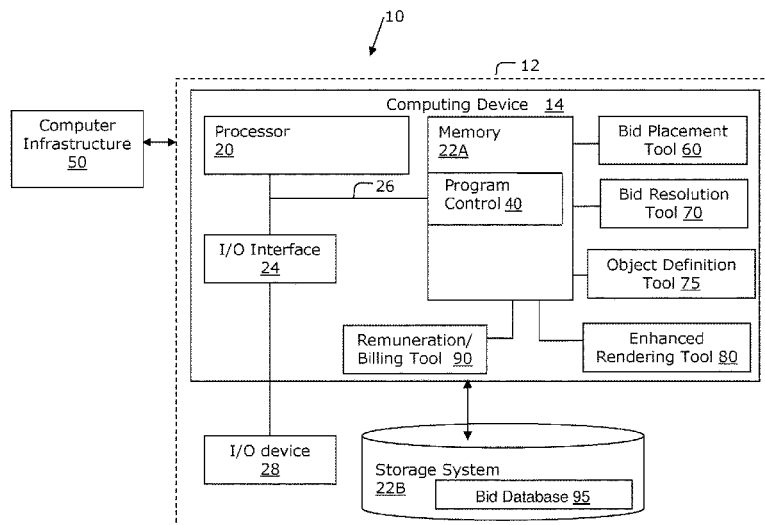 10
12
Computing Device 14
Computer
Infrastructure
50
Processor
20
Memory
22A
Bid Placement
Tool 60
26
Program
Control 40
Bid Resolution
Tool 70
I/O Interface
24
Object Definition
Tool 75
Remuneration/
Billing Tool 90
Enhanced
Rendering Tool 80
I/O device
28
Storage System
22B
Bid Database 95